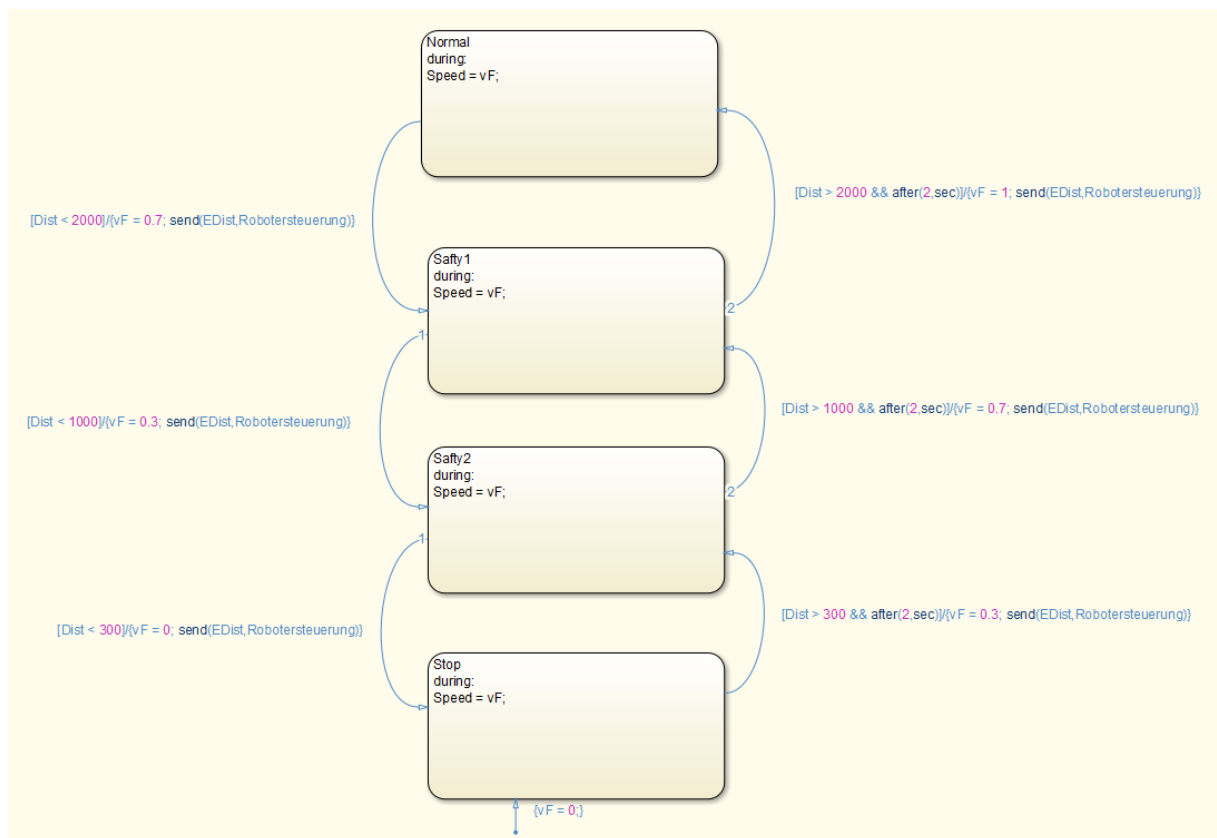 Normal
during:
Speed = vF;
[Dist > 2000 && after(2,sec)]/{vF = 1; send(EDist,Robotersteuerung)}
[Dist < 2000]/{vF = 0.7; send(EDist,Robotersteuerung)}
Safty1
during:
Speed = vF;
2
1
[Dist > 1000 && after(2,sec)]/{vF = 0.7; send(EDist,Robotersteuerung)}
[Dist < 1000]/{vF = 0.3; send(EDist,Robotersteuerung)}
Safty2
during:
Speed = vF;
2
1
[Dist > 300 && after(2,sec)]/{vF = 0.3; send(EDist,Robotersteuerung)}
[Dist < 300]/{vF = 0; send(EDist,Robotersteuerung)}
Stop
during:
Speed = vF;
{vF = 0;}